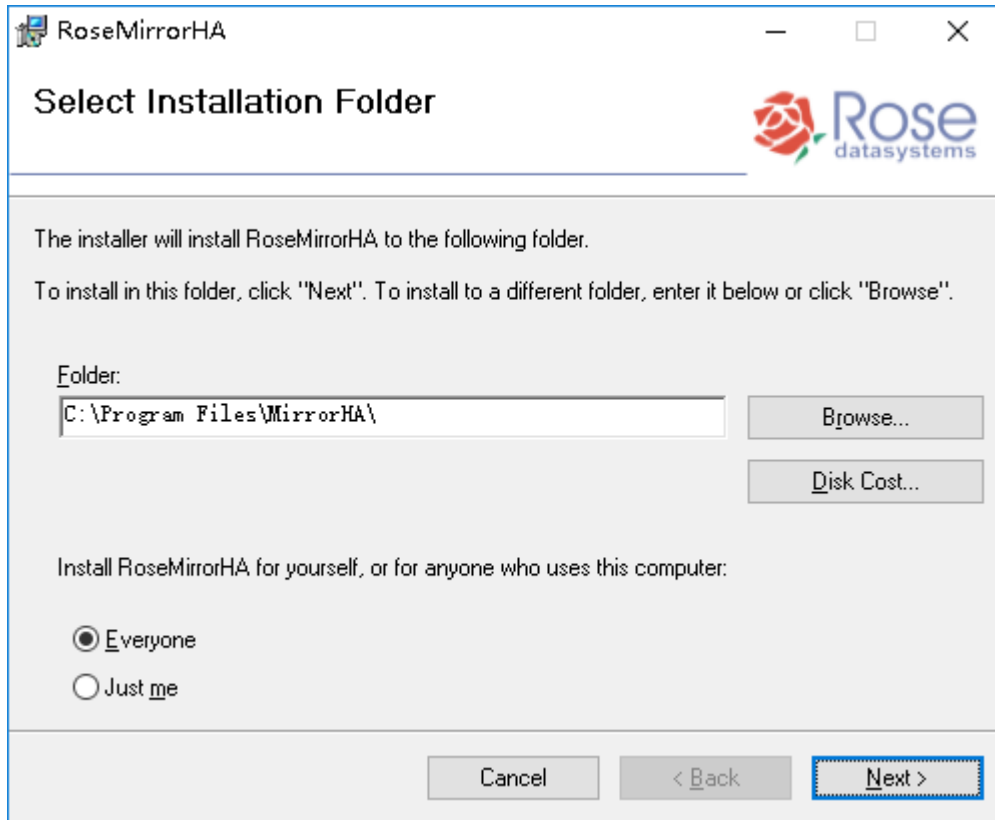 RoseMirrorHA
Select Installation Folder
Rose
datasystems
The installer will install RoseMirrorHA to the following folder.
To install in this folder, click "Next". To install to a different folder, enter it below or click "Browse".
Folder:
C:\Program Files\MirrorHA\
Browse...
Disk Cost...
Install RoseMirrorHA for yourself, or for anyone who uses this computer:
Everyone
Just me
Cancel
< Back
Next >